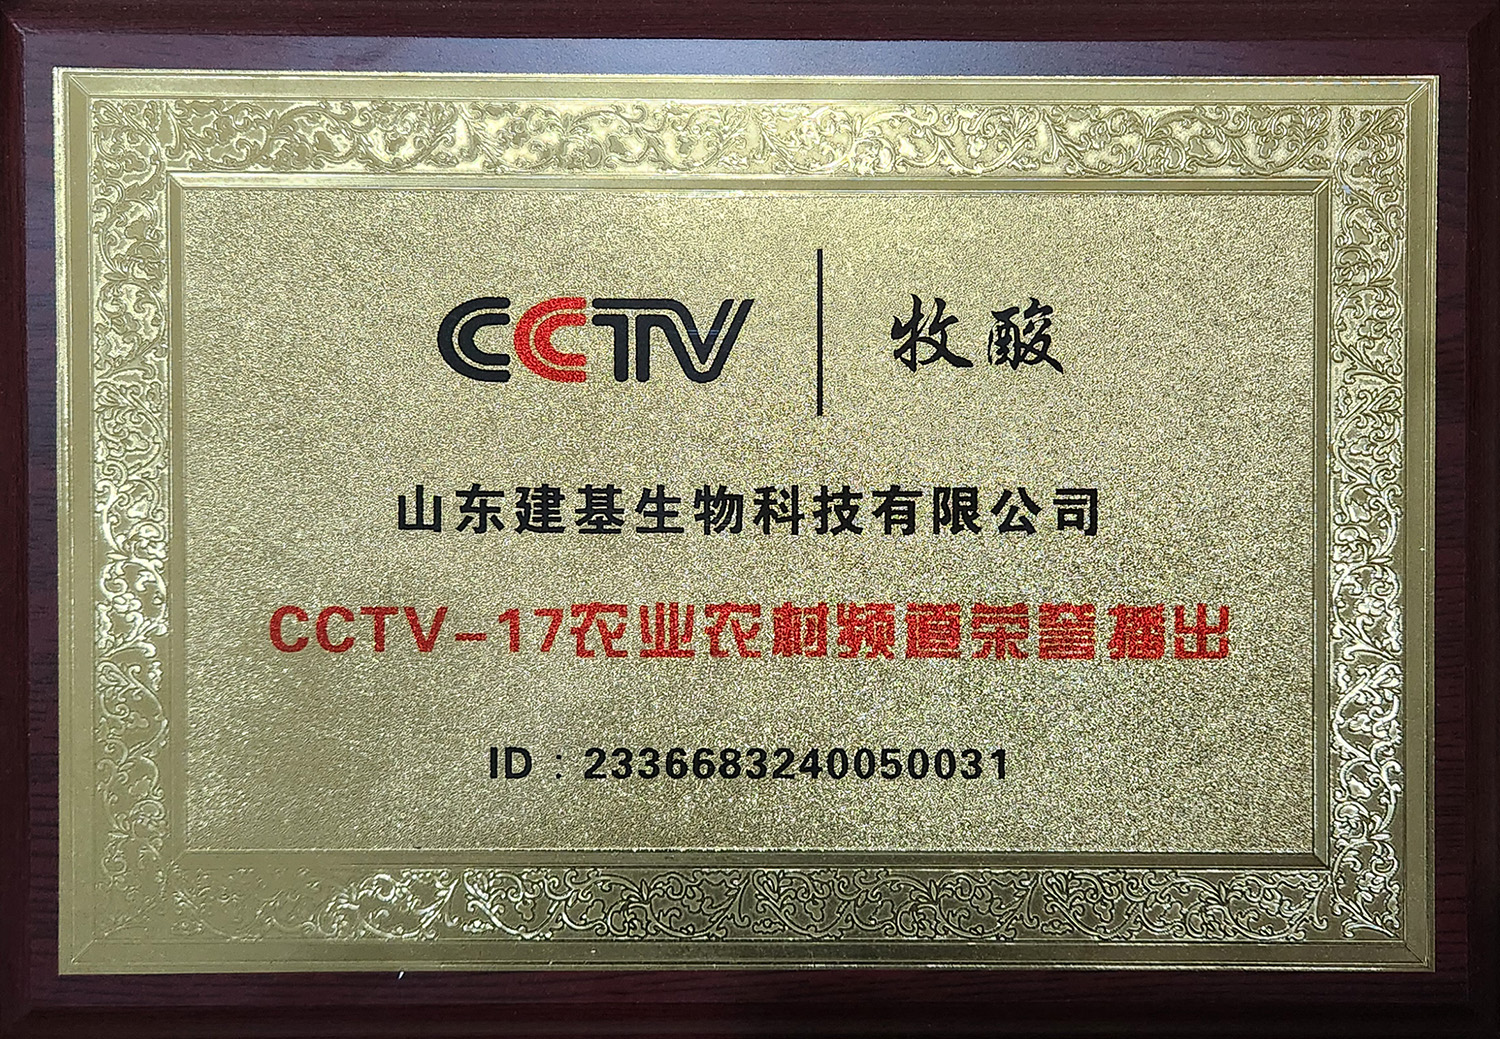 CCTV | 牧酸
山东建基生物科技有限公司
CCTV-17农业农村频道荣誉播出
ID：2336683240050031